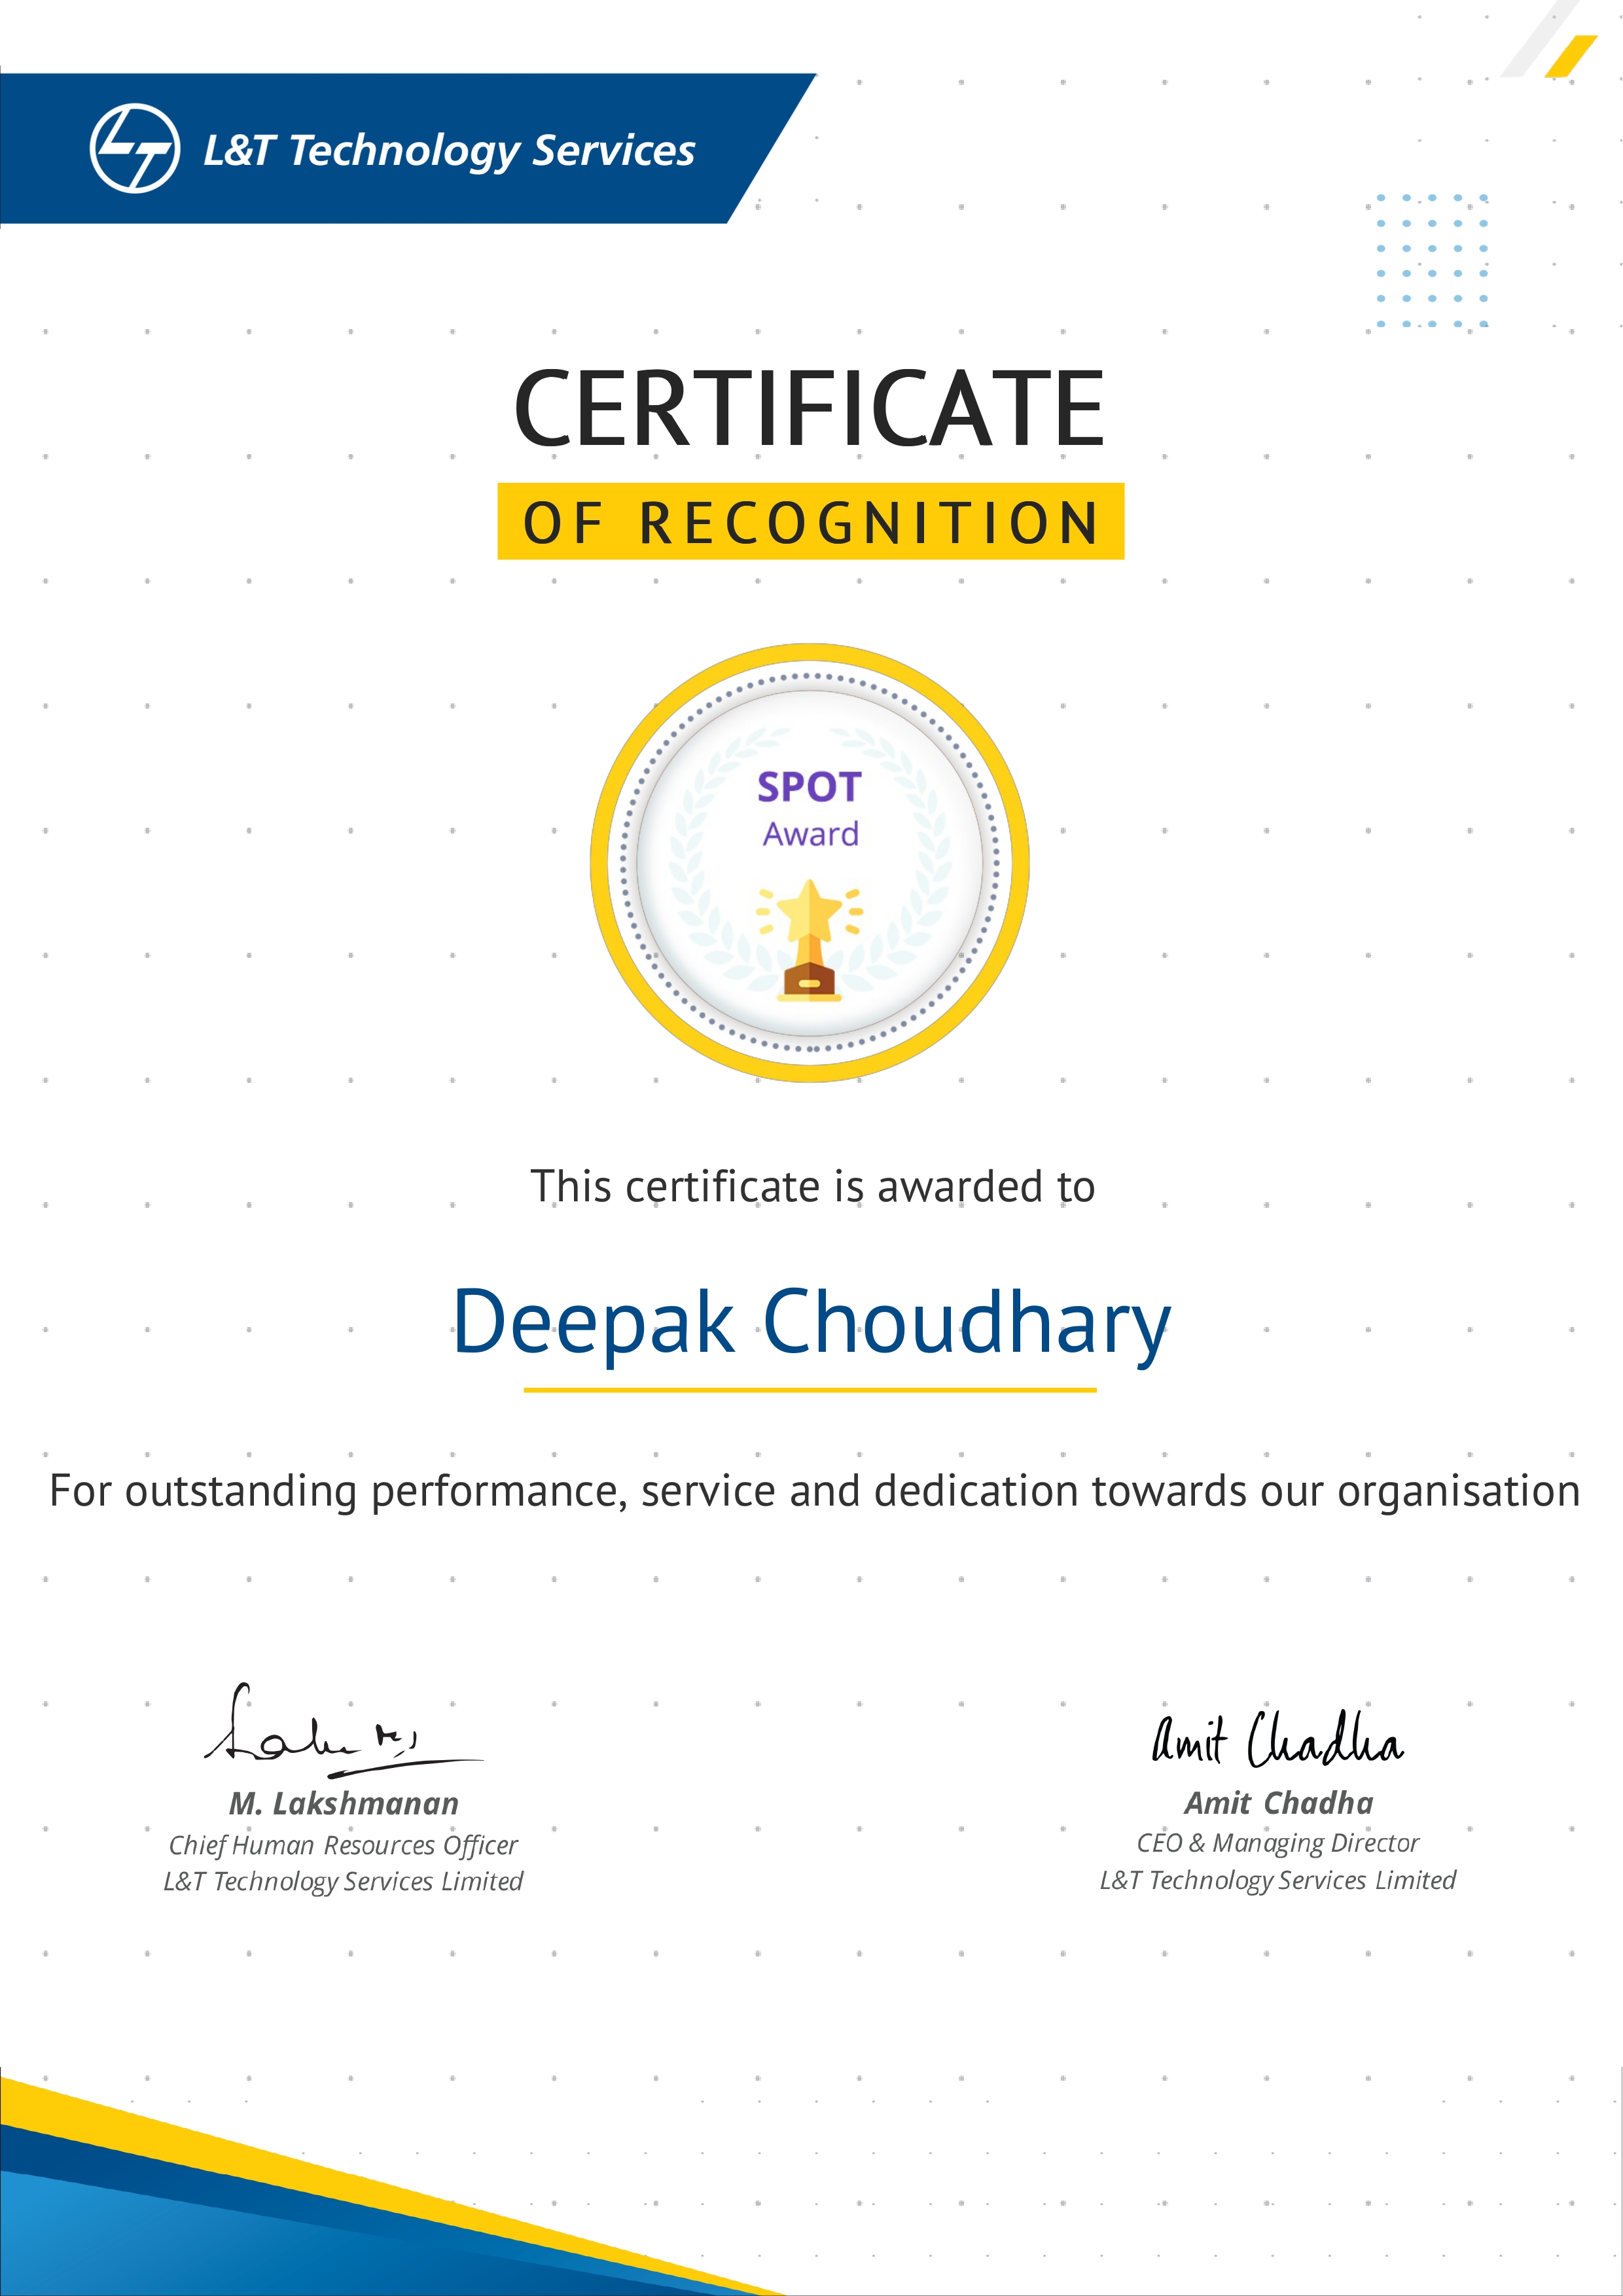 L&T Technology Services
CERTIFICATE
OF RECOGNITION
SPOT
Award
This certificate is awarded to
Deepak Choudhary
For outstanding performance, service and dedication towards our organisation
Amit Chadha
M. Lakshmanan
Chief Human Resources Officer
L&T Technology Services Limited
Amit Chadha
CEO & Managing Director
L&T Technology Services Limited